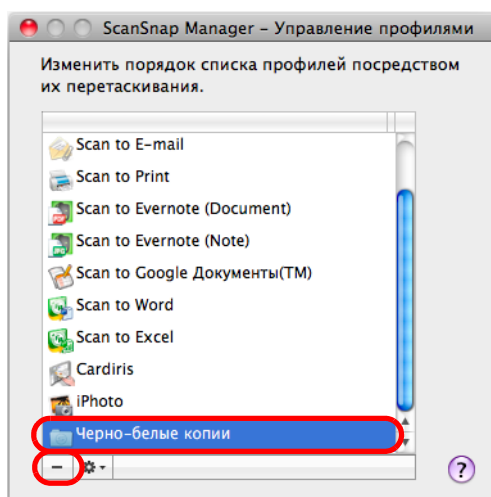 ScanSnap Manager – Управление профилями
Изменить порядок списка профилей посредством
их перетаскивания.
Scan to E-mail
Scan to Print
Scan to Evernote (Document)
Scan to Evernote (Note)
Scan to Google Документы(TM)
Scan to Word
Scan to Excel
Cardiris
iPhoto
Черно-белые копии
?